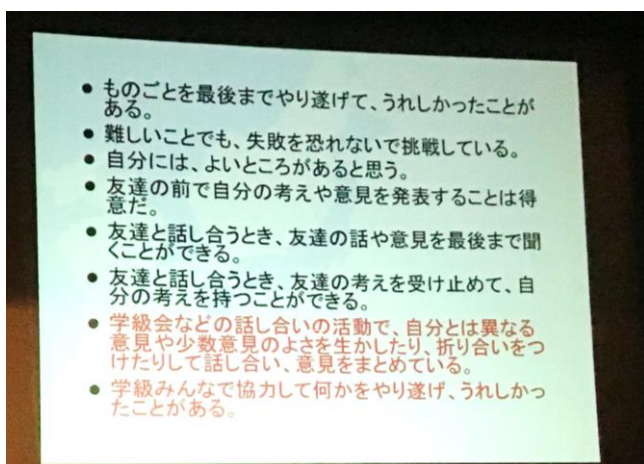 ● ものごとを最後までやり遂げて、うれしかったことが
ある。
● 難しいことでも、失敗を恐れないで挑戦している。
● 自分には、よいところがあると思う。
● 友達の前で自分の考えや意見を発表することは得
意だ。
● 友達と話し合うとき、友達の話や意見を最後まで聞
くことができる。
● 友達と話し合うとき、友達の考えを受け止めて、自
分の考えを持つことができる。
● 学級会などの話し合いの活動で、自分とは異なる
意見や少数意見のよさを生かしたり、折り合いをつ
けたりして話し合い、意見をまとめている。
● 学級みんなで協力して何かをやり遂げ、うれしかっ
たことがある。